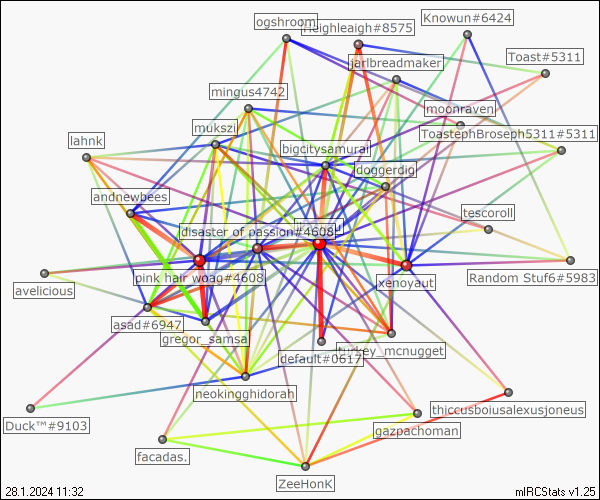 ogshroom
Heighleaigh#8575
Knowun#6424
Toast#5311
jarlbreadmaker
mingus4742
moonraven
mukszi
ToastephBroseph5311#5311
lahnk
bigcitysamurai
doggerdig
andnewbees
tescoroll
disaster of passion#4608
pink hair woag#4608
xenoyaut
Random Stuf6#5983
avelicious
asad#6947
gregor_samsa
default#0617
turkey_mcnugget
neokingghidorah
thiccusboiusalexusjoneus
Duck™#9103
gazpachoman
facadas.
ZeeHonK
28.1.2024 11:32
mIRCStats v1.25